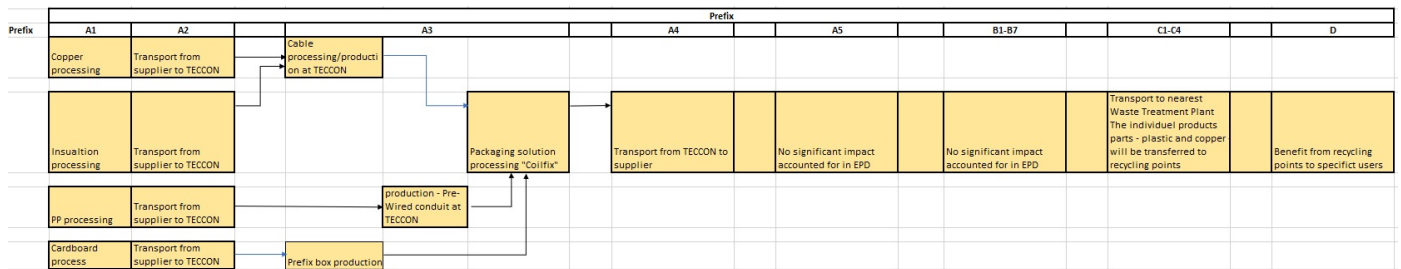 Prefix
Prefix A1 A2 A3 A4 A5 B1-B7 C1-C4 D
Copper
processing
Transport from
supplier to TECCON
Cable
processing/producti
on at TECCON
Insualtion
processing
Transport from
supplier to TECCON
Packaging solution
processing "Coilfix"
Transport from TECCON to
supplier
No significant impact
accounted for in EPD
No significant impact
accounted for in EPD
Transport to nearest
Waste Treatment Plant
The individuel products
parts - plastic and copper
will be transferred to
recycling points
Benefit from recycling
points to specifict users
PP processing
Transport from
supplier to TECCON
production - Pre-
Wired conduit at
TECCON
Cardboard
process
Transport from
supplier to TECCON
Prefix box production